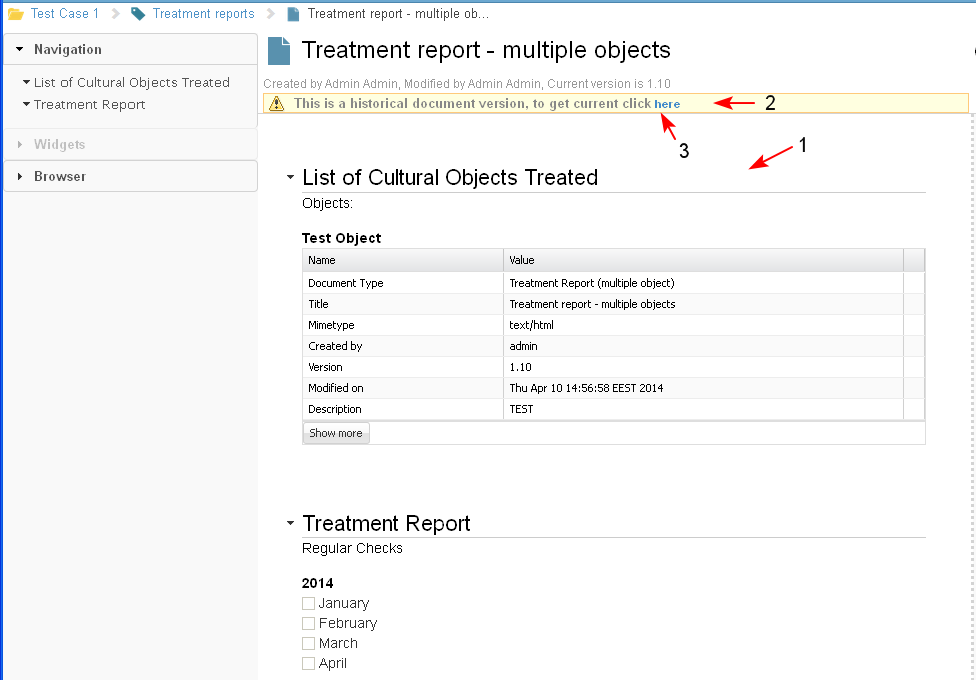 Test Case 1 Treatment reports Treatment report - multiple ob...
Navigation
List of Cultural Objects Treated
Treatment Report
Widgets
Browser
Treatment report - multiple objects
Created by Admin Admin, Modified by Admin Admin, Current version is 1.10
This is a historical document version, to get current click here
2
3
1
List of Cultural Objects Treated
Objects:
Test Object
Name Value
Document Type Treatment Report (multiple object)
Title Treatment report - multiple objects
Mimetype text/html
Created by admin
Version 1.10
Modified on Thu Apr 10 14:56:58 EEST 2014
Description TEST
Show more
Treatment Report
Regular Checks
2014
January
February
March
April